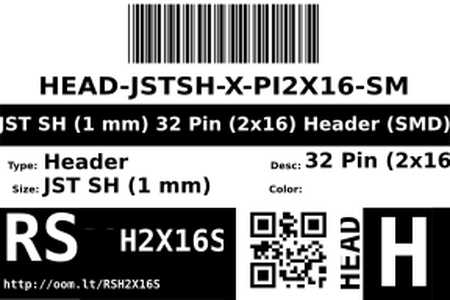 HEAD-JSTSH-X-PI2X16-SM
JST SH (1 mm) 32 Pin (2x16) Header (SMD)
Type: Header
Desc: 32 Pin (2x16
Size: JST SH (1 mm)
Color:
RS
H2X16S
HEAD
H
http://oom.lt/RSH2X16S